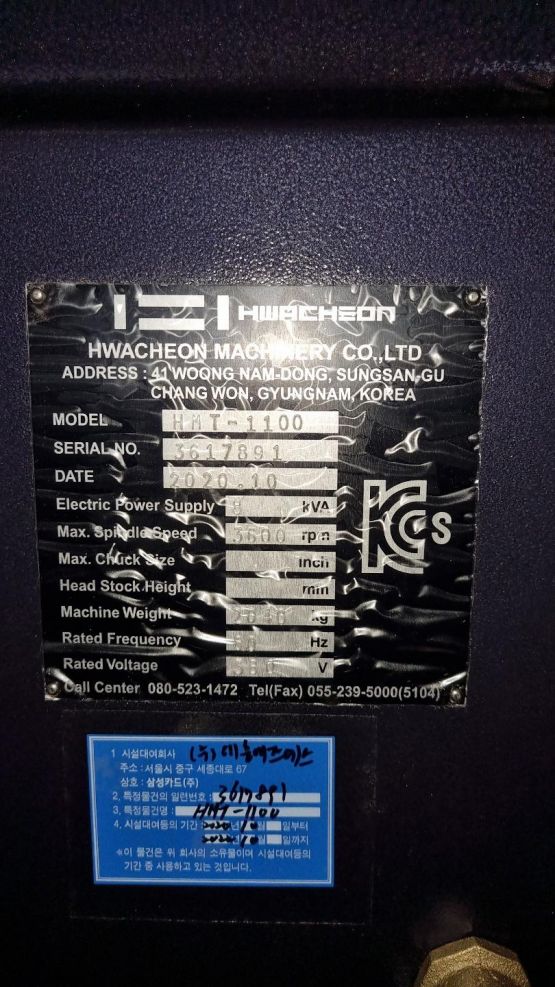 HWACHEON
HWACHEON MACHINERY CO.,LTD
ADDRESS : 41 WOONG NAM-DONG, SUNGSAN-GU
CHANG WON, GYUNGNAM, KOREA
MODEL HMT-1100
SERIAL NO. 3617891
DATE 2020.10
Electric Power Supply kVA
Max. Spindle Speed 3600 rpm
Max. Chuck Size inch
Head Stock Height mm
Machine Weight kg
Rated Frequency Hz
Rated Voltage V
KCs
Call Center 080-523-1472 Tel(Fax) 055-239-5000(5104)
1 시설대여회사
주소 : 서울시 중구 세종대로 67
상호 : 삼성카드(주)
2. 특정물건의 일련번호 : 3617891
3. 특정물건명 : HMT-1100
4. 시설대여등의 기간 년 월 일부터
년 월 일까지
※이 물건은 위 회사의 소유물이며 시설대여등의
기간 중 사용하고 있는 것입니다.